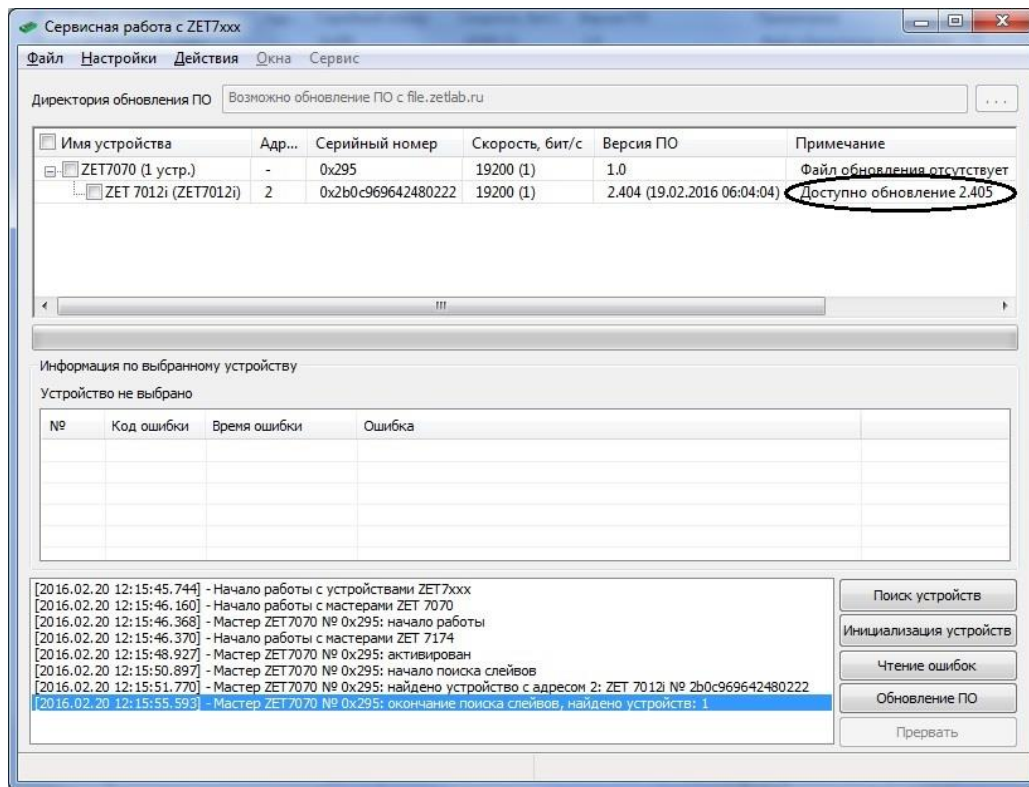 Сервисная работа с ZET7xxx
Файл Настройки Действия Окна Сервис
Директория обновления ПО Возможно обновление ПО с file.zetlab.ru ...
Имя устройства Адр... Серийный номер Скорость, бит/с Версия ПО Примечание
ZET7070 (1 устр.) - 0x295 19200 (1) 1.0 Файл обновления отсутствует
ZET 7012i (ZET7012i) 2 0x2b0c969642480222 19200 (1) 2.404 (19.02.2016 06:04:04) Доступно обновление 2.405
Информация по выбранному устройству
Устройство не выбрано
№ Код ошибки Время ошибки Ошибка
[2016.02.20 12:15:45.744] - Начало работы с устройствами ZET7xxx
[2016.02.20 12:15:46.160] - Начало работы с мастерами ZET 7070
[2016.02.20 12:15:46.368] - Мастер ZET7070 № 0x295: начало работы
[2016.02.20 12:15:46.370] - Начало работы с мастерами ZET 7174
[2016.02.20 12:15:48.927] - Мастер ZET7070 № 0x295: активирован
[2016.02.20 12:15:50.897] - Мастер ZET7070 № 0x295: начало поиска слейвов
[2016.02.20 12:15:51.770] - Мастер ZET7070 № 0x295: найдено устройство с адресом 2: ZET 7012i № 2b0c969642480222
[2016.02.20 12:15:55.593] - Мастер ZET7070 № 0x295: окончание поиска слейвов, найдено устройств: 1
Поиск устройств
Инициализация устройств
Чтение ошибок
Обновление ПО
Прервать